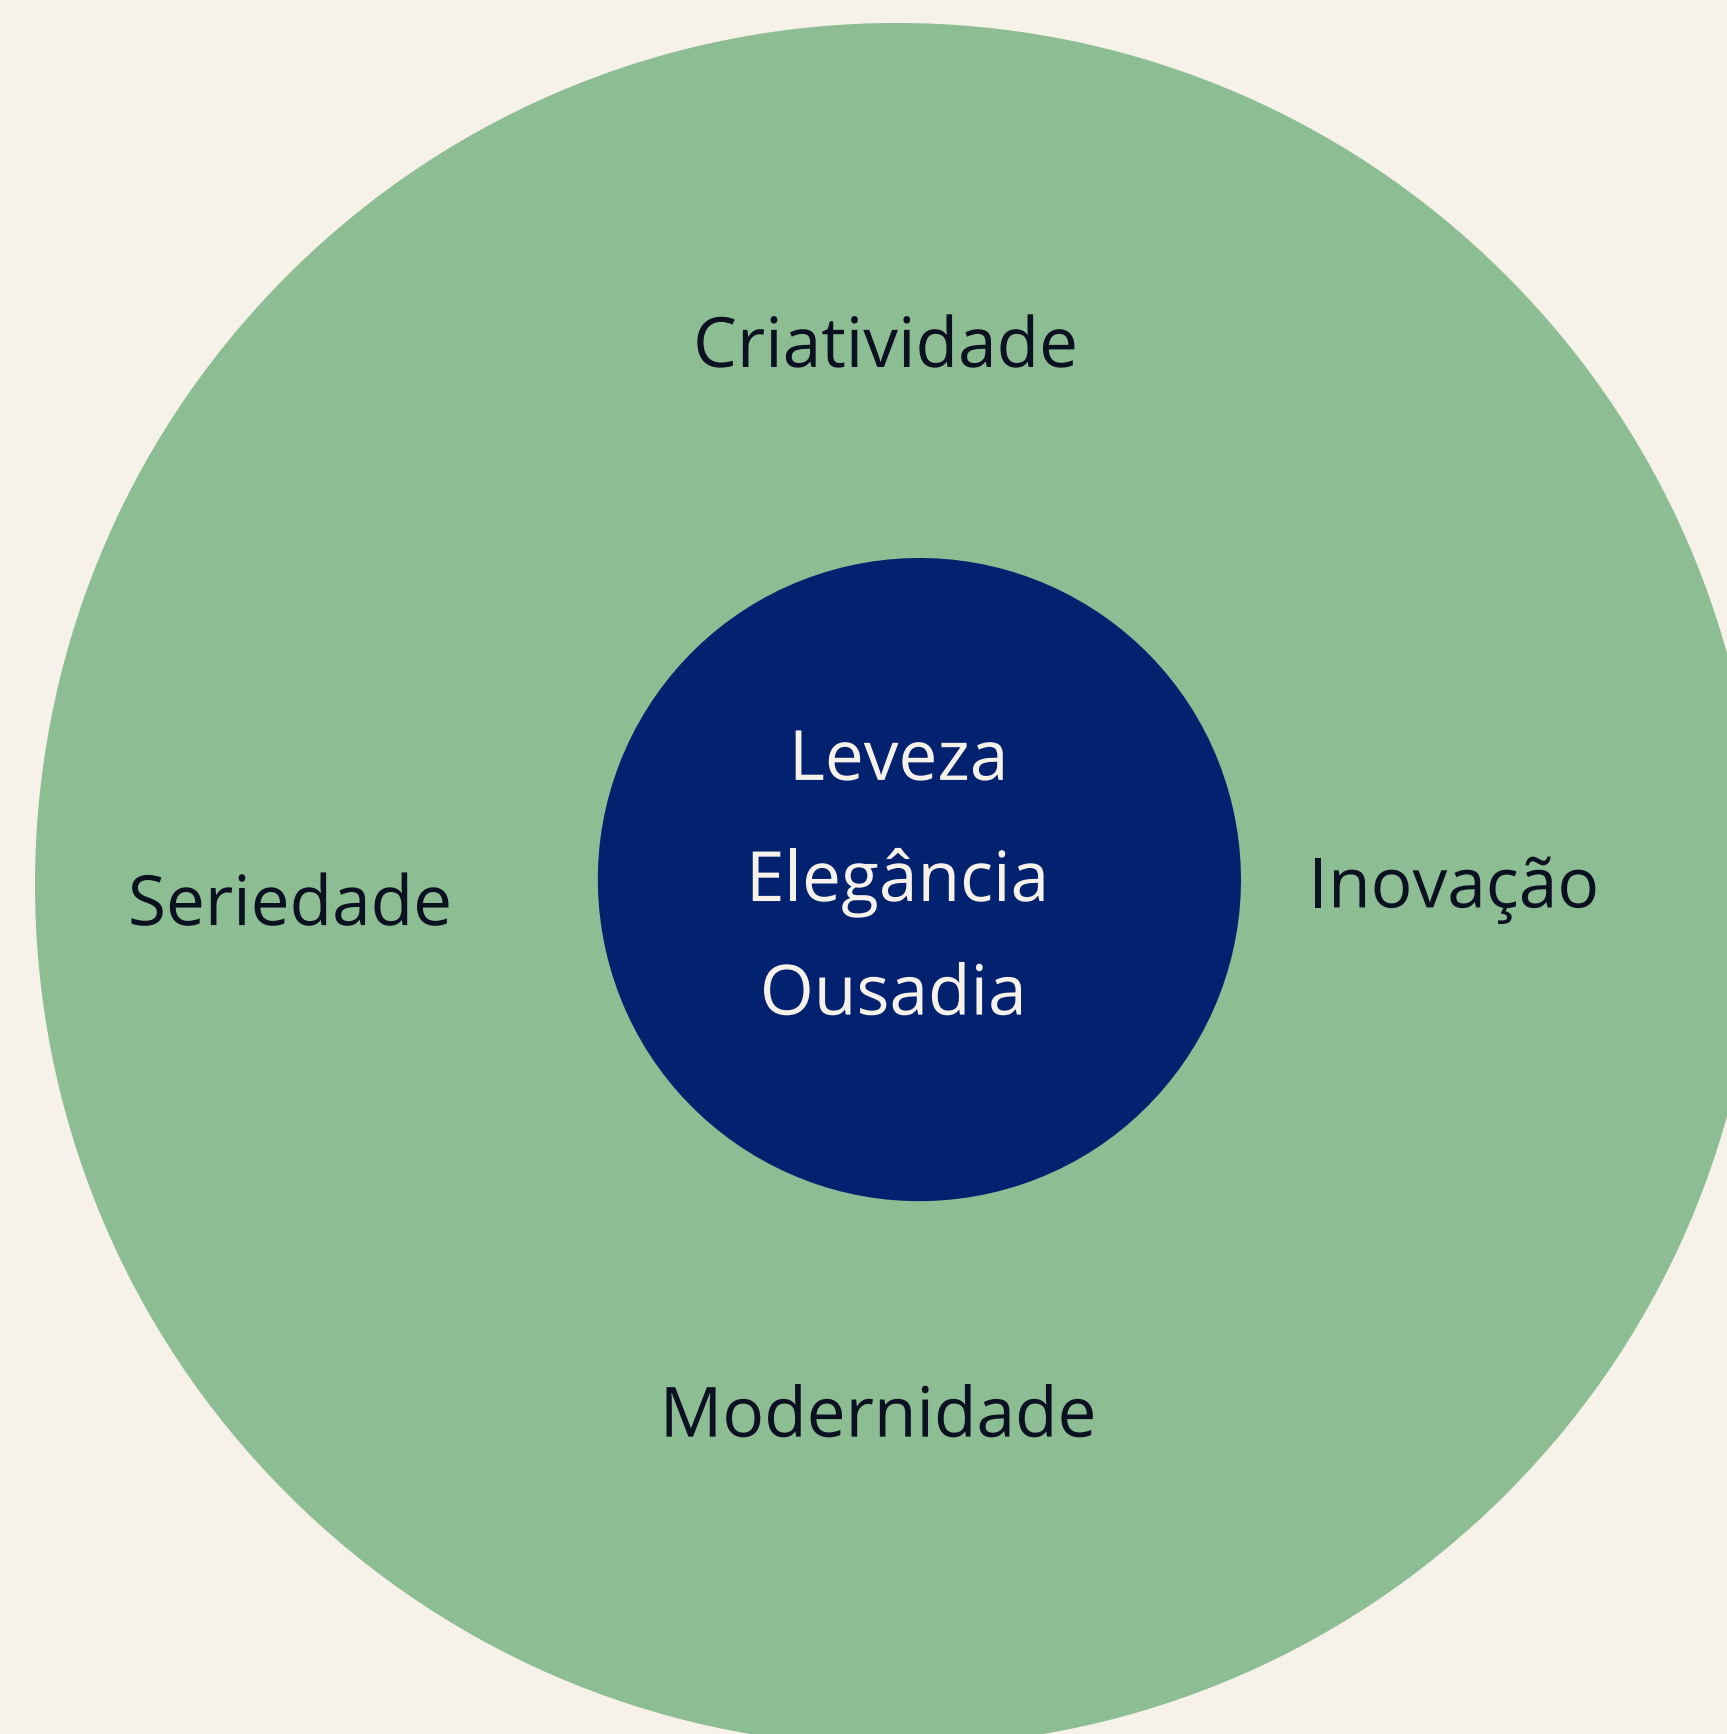 Criatividade
Leveza
Elegância
Ousadia
Seriedade
Inovação
Modernidade